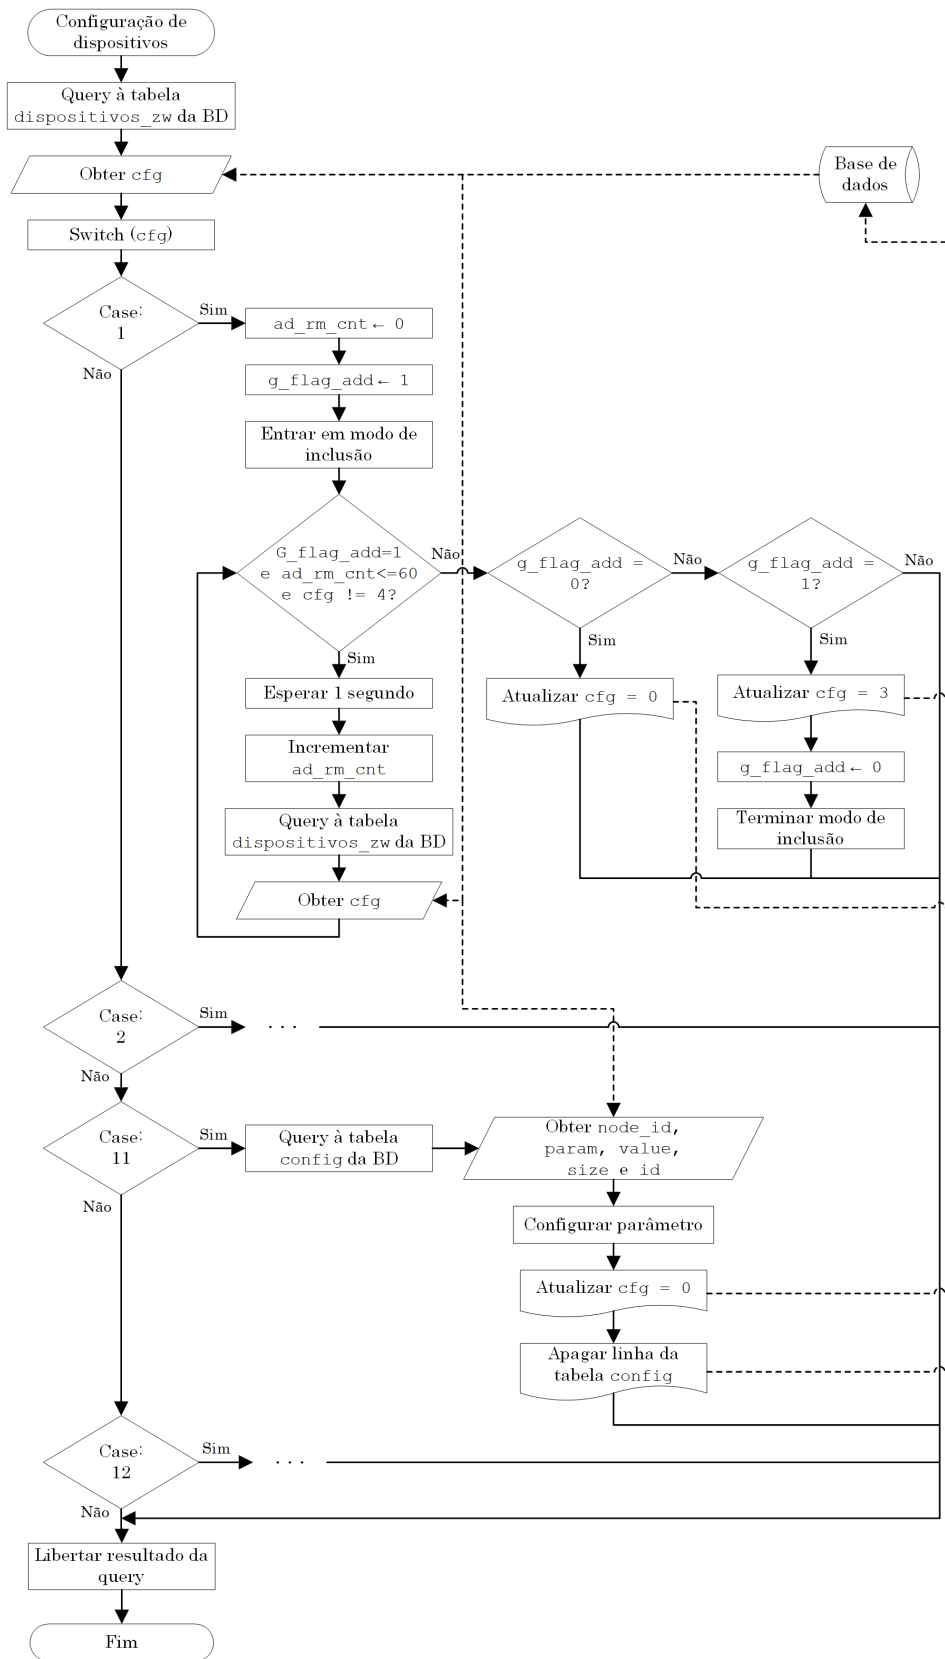 Configuração de
dispositivos
Query à tabela
dispositivos_zw da BD
Obter cfg
Base de
dados
Switch (cfg)
Case:
1
Sim
Não
ad_rm_cnt ← 0
g_flag_add ← 1
Entrar em modo de
inclusão
G_flag_add=1
e ad_rm_cnt<=60
e cfg != 4?
Não
Sim
g_flag_add =
0?
Não
Sim
g_flag_add =
1?
Não
Sim
Esperar 1 segundo
Atualizar cfg = 0
Atualizar cfg = 3
Incrementar
ad_rm_cnt
g_flag_add ← 0
Query à tabela
dispositivos_zw da BD
Terminar modo de
inclusão
Obter cfg
Case:
2
Sim
. . .
Não
Case:
11
Sim
Não
Query à tabela
config da BD
Obter node_id,
param, value,
size e id
Configurar parâmetro
Atualizar cfg = 0
Apagar linha da
tabela config
Case:
12
Sim
. . .
Não
Libertar resultado da
query
Fim